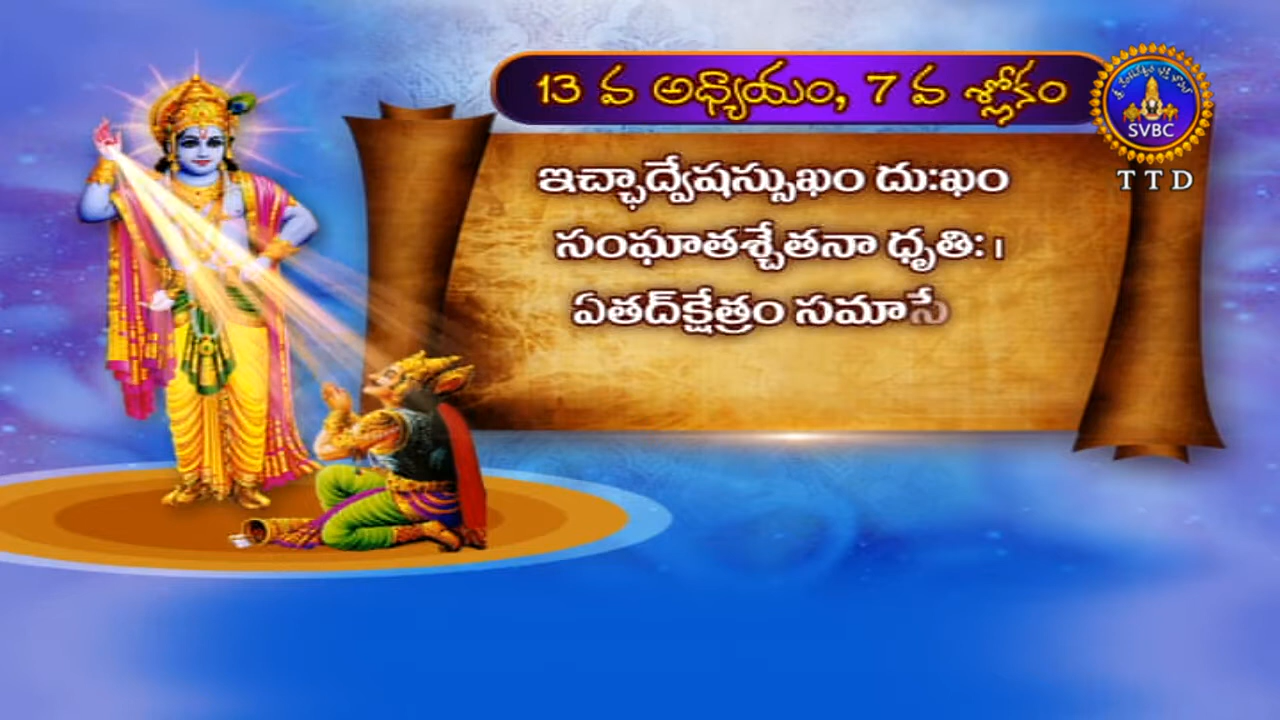 13 వ అధ్యాయం, 7 వ శ్లోకం
ఇచ్ఛాద్వేషస్సుఖం దుఃఖం
సంఘాతశ్చేతనా ధృతిః।
ఏతద్‌క్షేత్రం సమాసే
SVBC
TTD